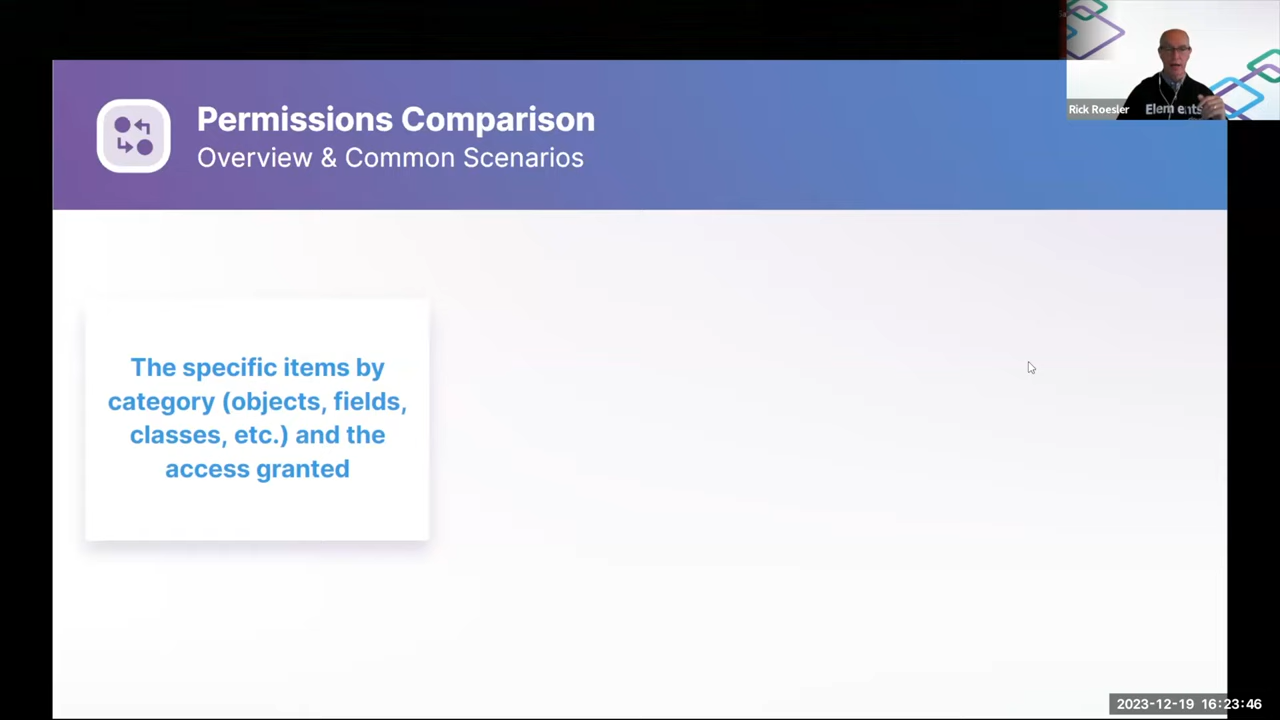 Permissions Comparison
Overview & Common Scenarios
Rick Roesler
Elements
The specific items by
category (objects, fields,
classes, etc.) and the
access granted
2023-12-19 16:23:46